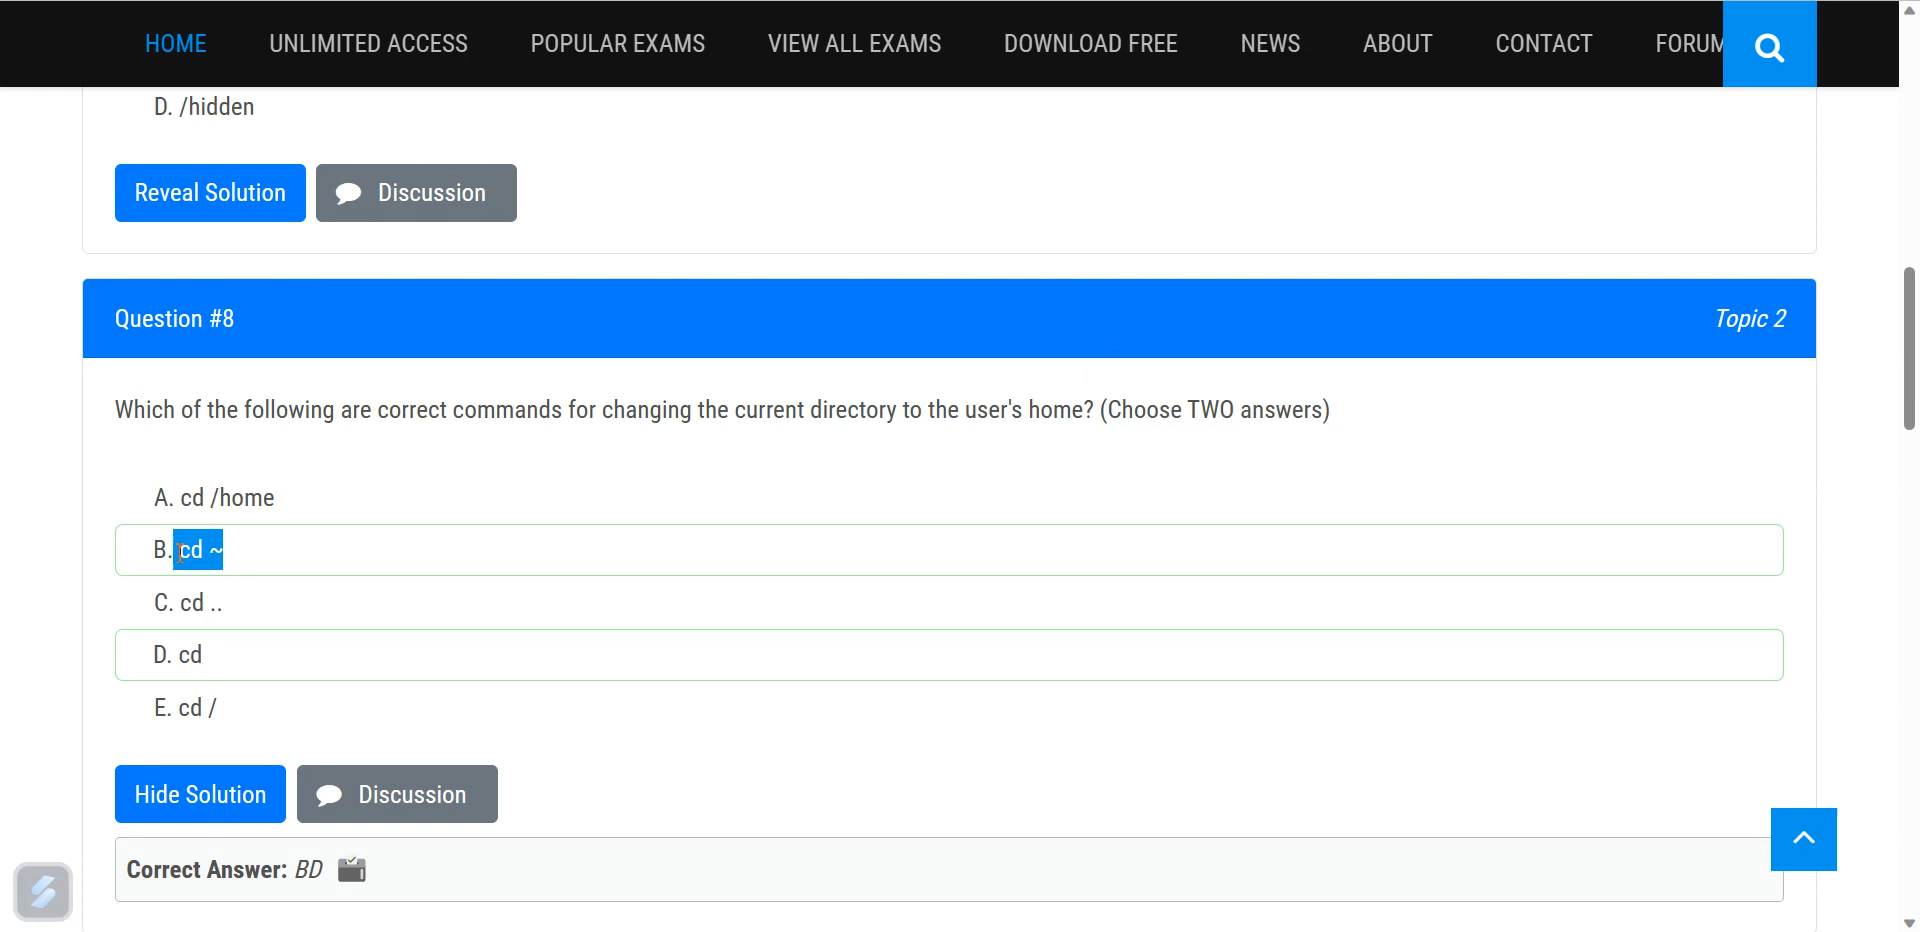 HOME UNLIMITED ACCESS POPULAR EXAMS VIEW ALL EXAMS DOWNLOAD FREE NEWS ABOUT CONTACT FORUM
D. /hidden
Reveal Solution Discussion
Question #8 Topic 2
Which of the following are correct commands for changing the current directory to the user's home? (Choose TWO answers)
A. cd /home
B. cd ~
C. cd ..
D. cd
E. cd /
Hide Solution Discussion
Correct Answer: BD